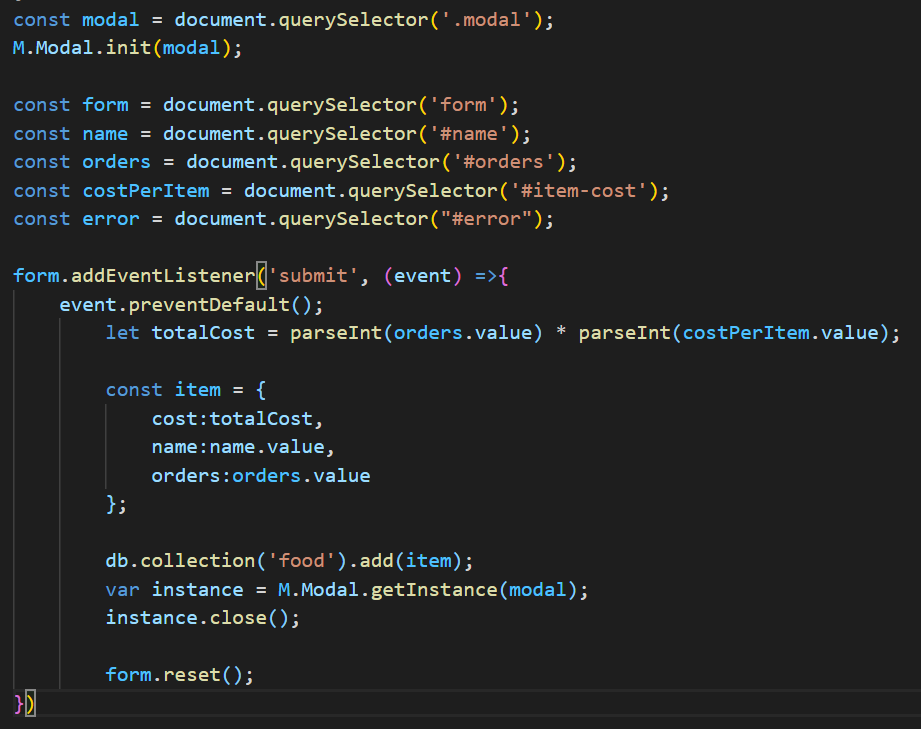 const modal = document.querySelector('.modal');
M.Modal.init(modal);

const form = document.querySelector('form');
const name = document.querySelector('#name');
const orders = document.querySelector('#orders');
const costPerItem = document.querySelector('#item-cost');
const error = document.querySelector("#error");

form.addEventListener('submit', (event) =>{
    event.preventDefault();
        let totalCost = parseInt(orders.value) * parseInt(costPerItem.value);

        const item = {
            cost:totalCost,
            name:name.value,
            orders:orders.value
        };

        db.collection('food').add(item);
        var instance = M.Modal.getInstance(modal);
        instance.close();

        form.reset();
})